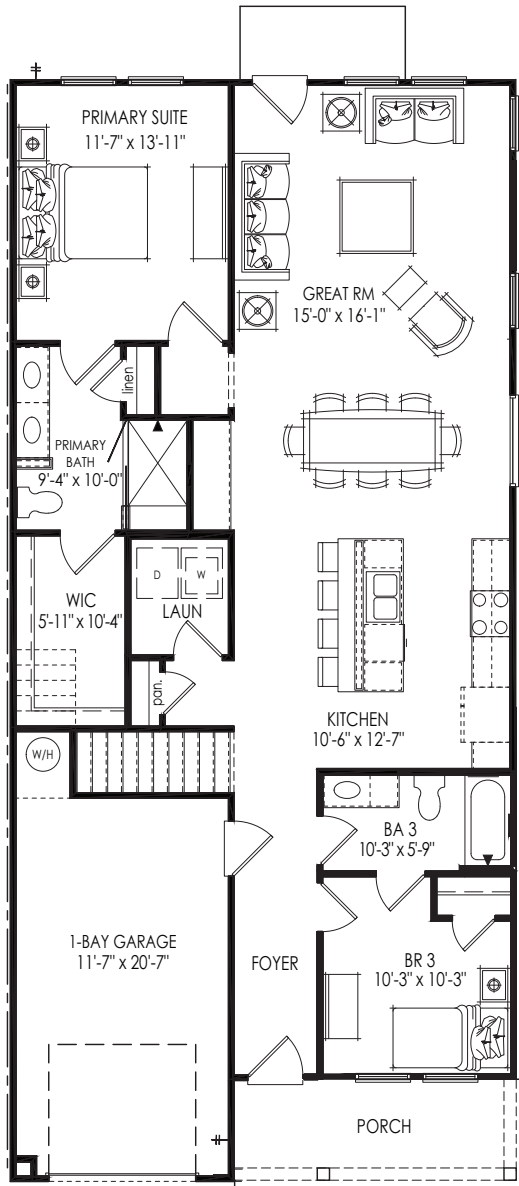 PRIMARY SUITE
11'-7" x 13'-11"
GREAT RM
15'-0" x 16'-1"
linen
PRIMARY
BATH
9'-4" x 10'-0"
WIC
5'-11" x 10'-4"
D
W
LAUN
pan.
KITCHEN
10'-6" x 12'-7"
W/H
BA 3
10'-3" x 5'-9"
1-BAY GARAGE
11'-7" x 20'-7"
FOYER
BR 3
10'-3" x 10'-3"
PORCH